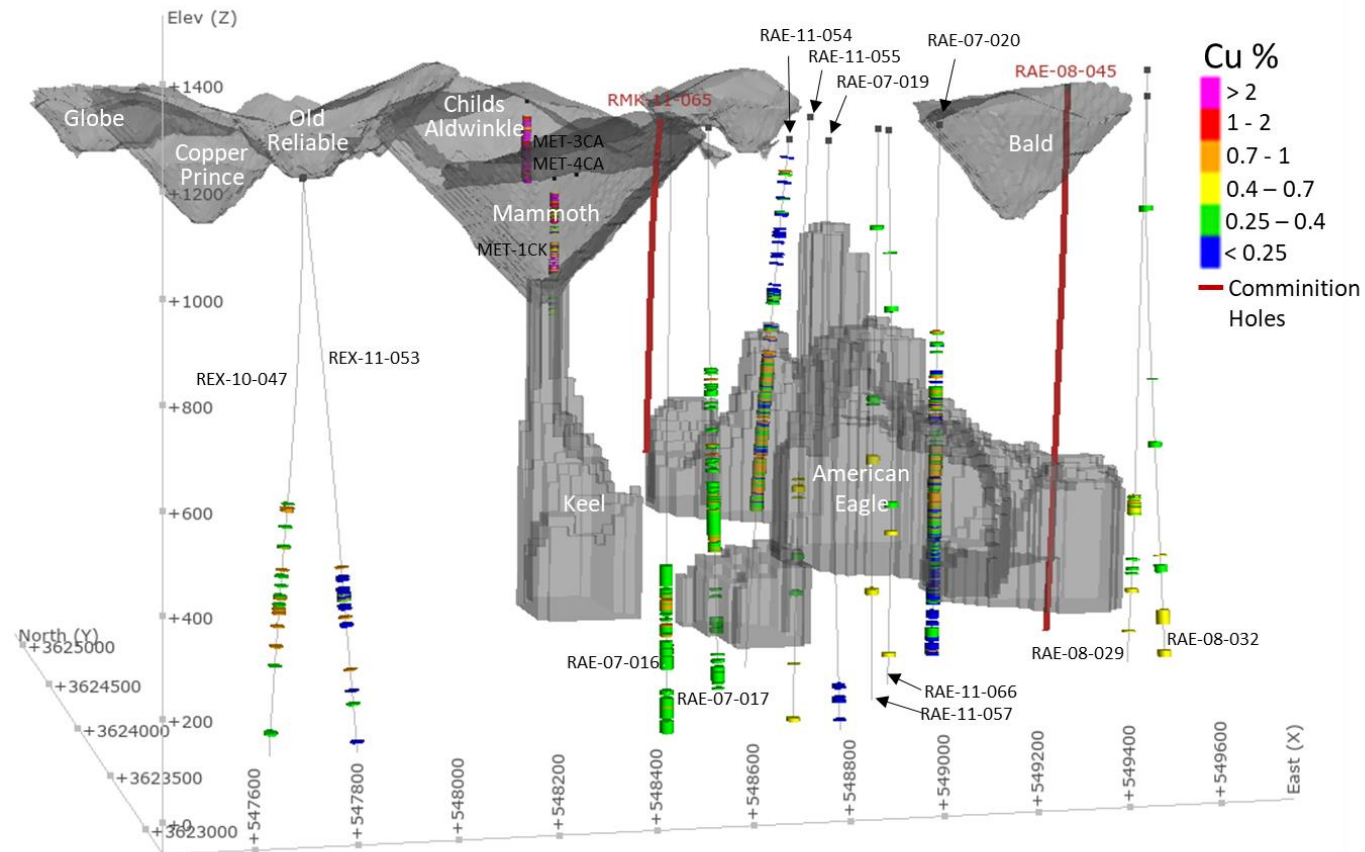 Elev (Z)
+1400
+1200
+1000
+800
+600
+400
+200
+0
Globe
Copper
Prince
Old
Reliable
Childs
Aldwinkle
MET-3CA
MET-4CA
Mammoth
MET-1CK
RMK-11-065
RAE-11-054
RAE-11-055
RAE-07-019
RAE-07-020
RAE-08-045
Bald
Cu %
> 2
1 - 2
0.7 - 1
0.4 – 0.7
0.25 – 0.4
< 0.25
Comminition
Holes
REX-10-047
REX-11-053
Keel
American
Eagle
RAE-07-016
RAE-07-017
RAE-11-066
RAE-11-057
RAE-08-029
RAE-08-032
North (Y)
+3625000
+3624500
+3624000
+3623500
+3623000
+547600
+547800
+548000
+548200
+548400
+548600
+548800
+549000
+549200
+549400
+549600
East (X)